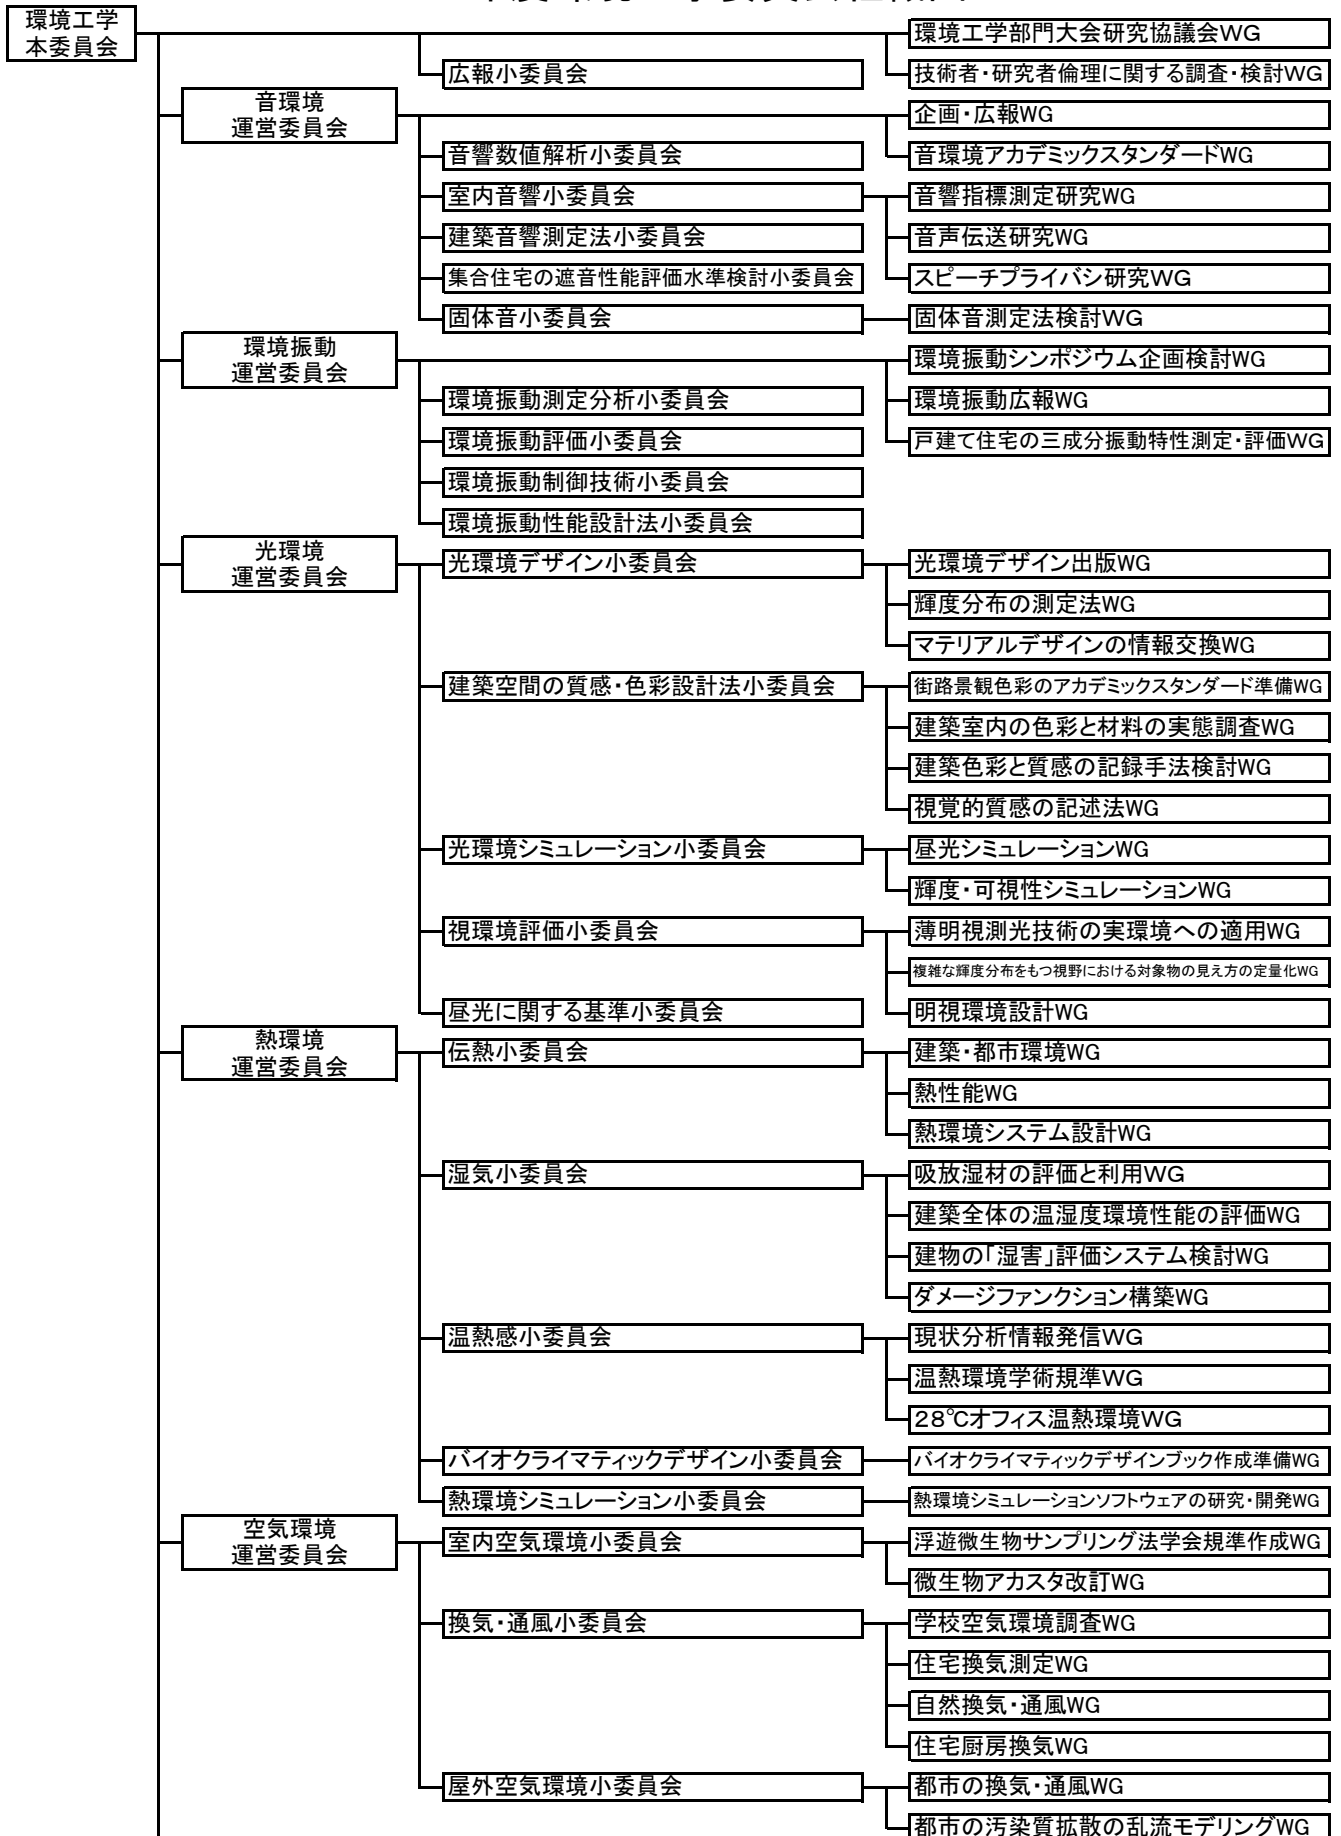 環境工学
本委員会
環境工学部門大会研究協議会WG
広報小委員会
技術者・研究者倫理に関する調査・検討WG
音環境
運営委員会
企画・広報WG
音響数値解析小委員会
音環境アカデミックスタンダードWG
室内音響小委員会
音響指標測定研究WG
建築音響測定法小委員会
音声伝送研究WG
集合住宅の遮音性能評価水準検討小委員会
スピーチプライバシ研究WG
固体音小委員会
固体音測定法検討WG
環境振動
運営委員会
環境振動シンポジウム企画検討WG
環境振動測定分析小委員会
環境振動広報WG
環境振動評価小委員会
戸建て住宅の三成分振動特性測定・評価WG
環境振動制御技術小委員会
環境振動性能設計法小委員会
光環境
運営委員会
光環境デザイン小委員会
光環境デザイン出版WG
輝度分布の測定法WG
マテリアルデザインの情報交換WG
建築空間の質感・色彩設計法小委員会
街路景観色彩のアカデミックスタンダード準備WG
建築室内の色彩と材料の実態調査WG
建築色彩と質感の記録手法検討WG
視覚的質感の記述法WG
光環境シミュレーション小委員会
昼光シミュレーションWG
輝度・可視性シミュレーションWG
視環境評価小委員会
薄明視測光技術の実環境への適用WG
複雑な輝度分布をもつ視野における対象物の見え方の定量化WG
昼光に関する基準小委員会
明視環境設計WG
熱環境
運営委員会
伝熱小委員会
建築・都市環境WG
熱性能WG
熱環境システム設計WG
湿気小委員会
吸放湿材の評価と利用WG
建築全体の温湿度環境性能の評価WG
建物の「湿害」評価システム検討WG
ダメージファンクション構築WG
温熱感小委員会
現状分析情報発信WG
温熱環境学術規準WG
28℃オフィス温熱環境WG
バイオクライマティックデザイン小委員会
バイオクライマティックデザインブック作成準備WG
熱環境シミュレーション小委員会
熱環境シミュレーションソフトウェアの研究・開発WG
空気環境
運営委員会
室内空気環境小委員会
浮遊微生物サンプリング法学会規準作成WG
微生物アカスタ改訂WG
換気・通風小委員会
学校空気環境調査WG
住宅換気測定WG
自然換気・通風WG
住宅厨房換気WG
屋外空気環境小委員会
都市の換気・通風WG
都市の汚染質拡散の乱流モデリングWG